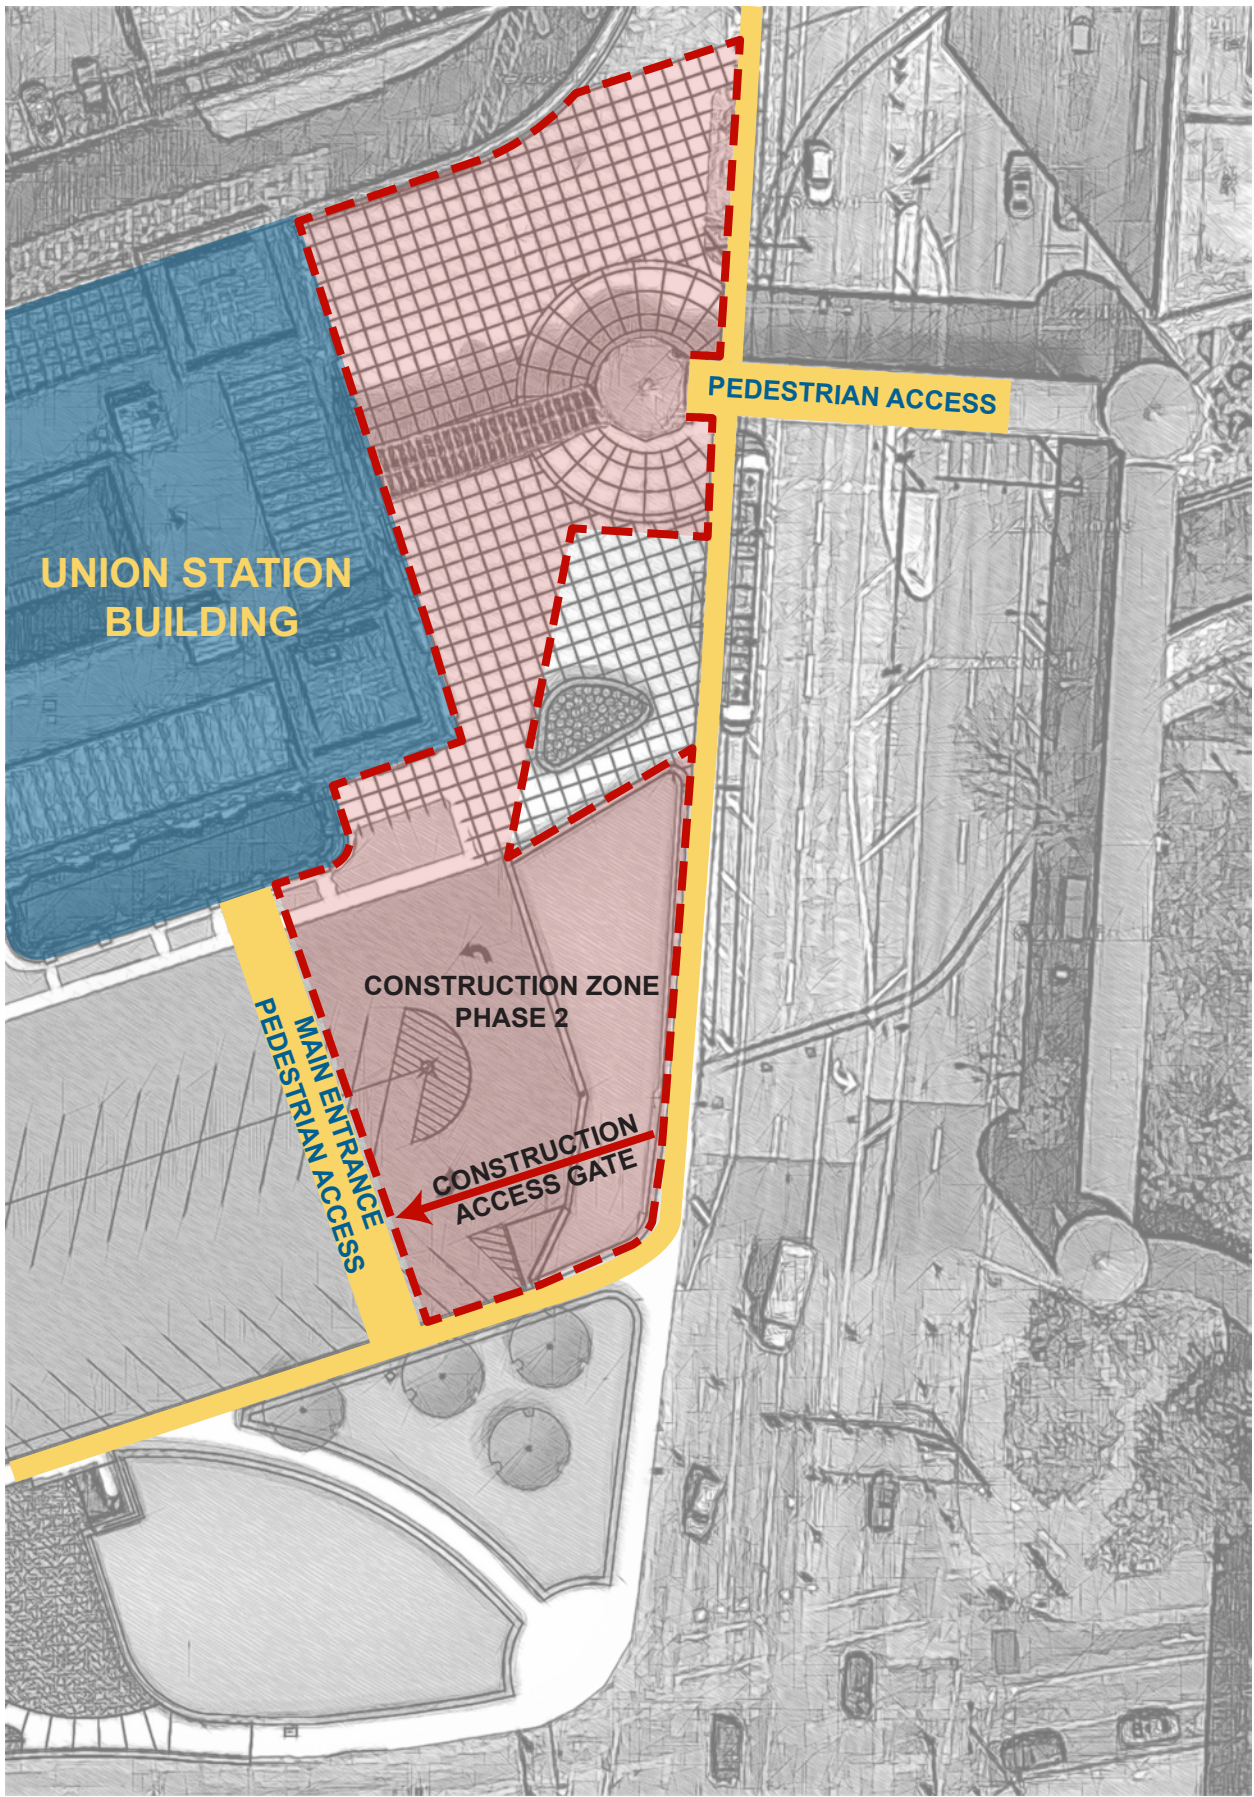 PEDESTRIAN ACCESS
UNION STATION
BUILDING
CONSTRUCTION ZONE
PHASE 2
MAIN ENTRANCE
PEDESTRIAN ACCESS
CONSTRUCTION
ACCESS GATE